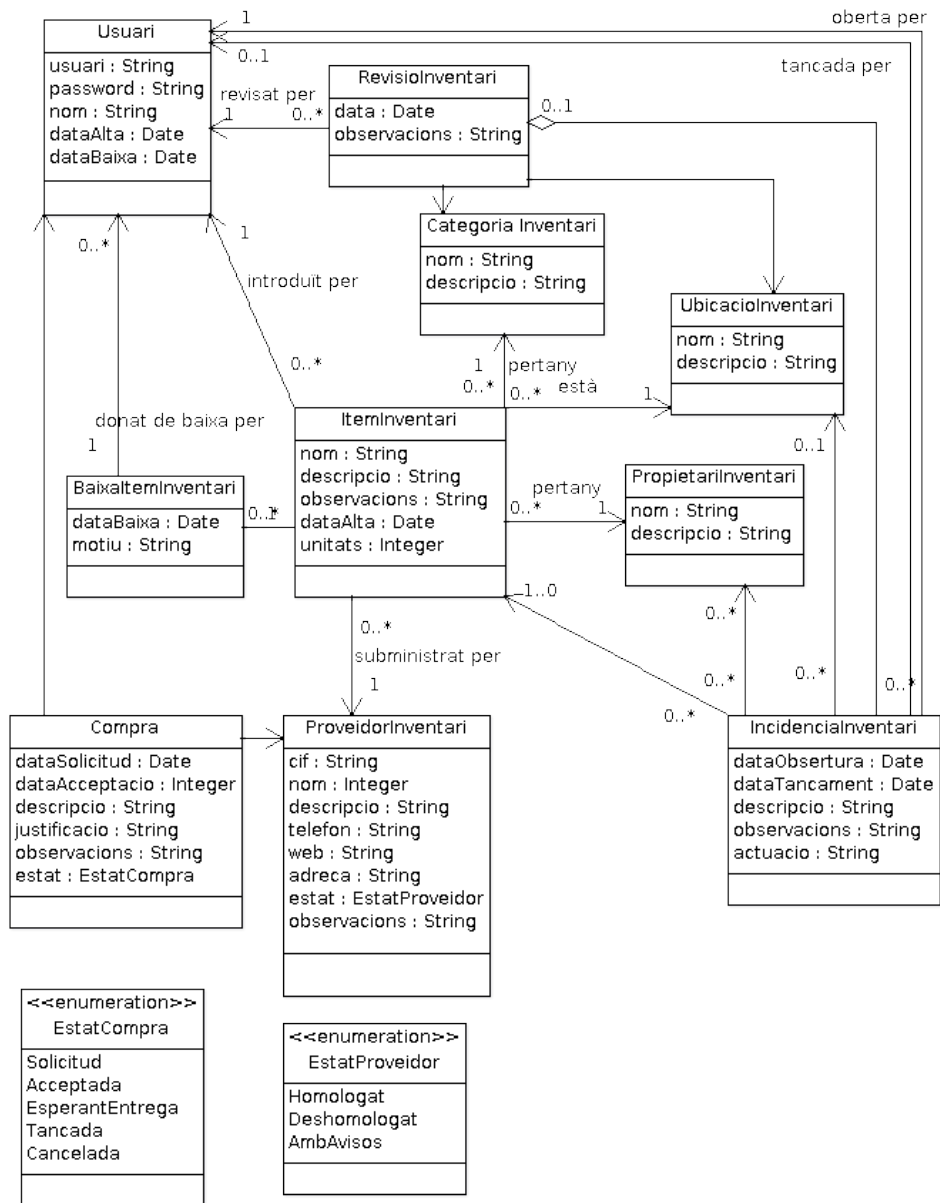 Usuari
usuari : String
password : String
nom : String
dataAlta : Date
dataBaixa : Date
1
0..1
oberta per
tancada per
revisat per
1
0..*
RevisioInventari
data : Date
observacions : String
0..1
Categoria Inventari
nom : String
descripcio : String
0..*
1
introduït per
0..*
UbicacioInventari
nom : String
descripcio : String
1
pertany
0..*
0..*
està
1
donat de baixa per
1
ItemInventari
nom : String
descripcio : String
observacions : String
dataAlta : Date
unitats : Integer
0..1
BaixaItemInventari
dataBaixa : Date
motiu : String
pertany
0..*
1
PropietariInventari
nom : String
descripcio : String
1..0
0..*
0..*
subministrat per
1
0..*
0..*
0..*
0..*
Compra
dataSolicitud : Date
dataAcceptacio : Integer
descripcio : String
justificacio : String
observacions : String
estat : EstatCompra
ProveidorInventari
cif : String
nom : Integer
descripcio : String
telefon : String
web : String
adreca : String
estat : EstatProveidor
observacions : String
IncidenciaInventari
dataObsertura : Date
dataTancament : Date
descripcio : String
observacions : String
actuacio : String
<<enumeration>>
EstatCompra
Solicitud
Acceptada
EsperantEntrega
Tancada
Cancelada
<<enumeration>>
EstatProveidor
Homologat
Deshomologat
AmbAvisos